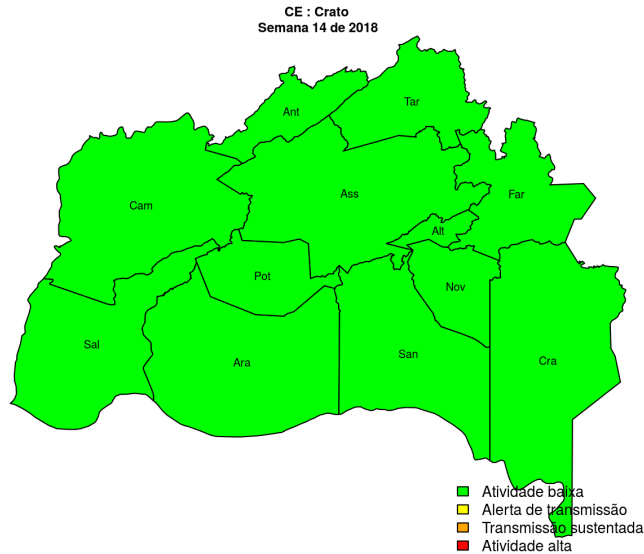 CE : Crato
Semana 14 de 2018
Tar
Ant
Ass
Far
Cam
Alt
Pot
Nov
Sal
San
Ara
Cra
Atividade baixa
Alerta de transmissão
Transmissão sustentada
Atividade alta